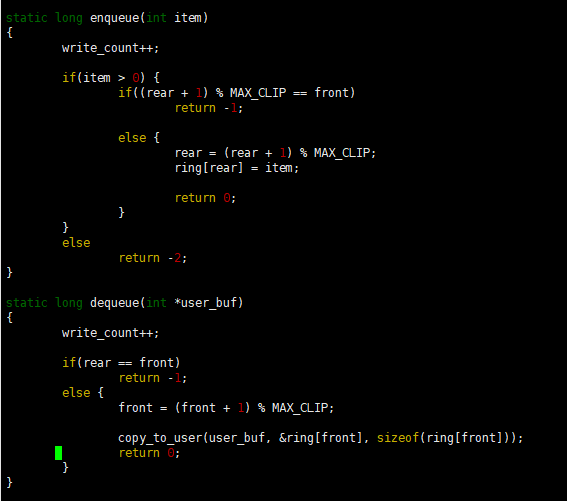 static long enqueue(int item)
{
        write_count++;

        if(item > 0) {
                if((rear + 1) % MAX_CLIP == front)
                        return -1;

                else {
                        rear = (rear + 1) % MAX_CLIP;
                        ring[rear] = item;

                        return 0;
                }
        }
        else
                return -2;
}

static long dequeue(int *user_buf)
{
        write_count++;

        if(rear == front)
                return -1;
        else {
                front = (front + 1) % MAX_CLIP;

                copy_to_user(user_buf, &ring[front], sizeof(ring[front]));
                return 0;
        }
}